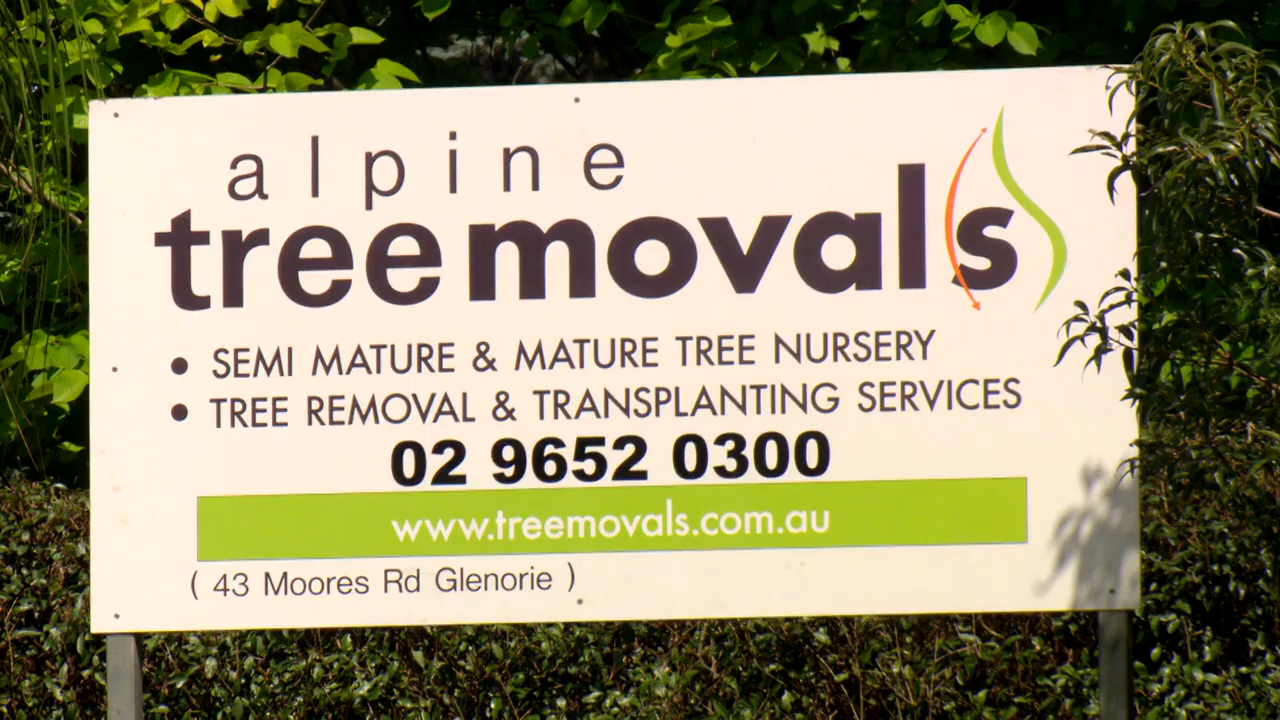 alpine
treemovals
• SEMI MATURE & MATURE TREE NURSERY
• TREE REMOVAL & TRANSPLANTING SERVICES
02 9652 0300
www.treemovals.com.au
( 43 Moores Rd Glenorie )